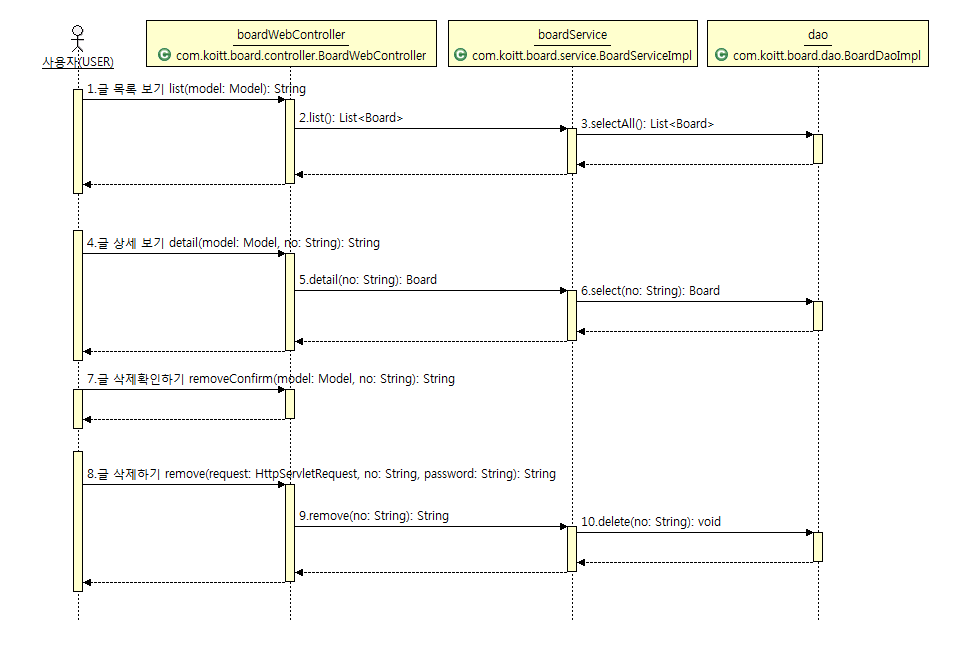 boardWebController
com.koitt.board.controller.BoardWebController
boardService
com.koitt.board.service.BoardServiceImpl
dao
com.koitt.board.dao.BoardDaoImpl
사용자(USER)
1.글 목록 보기 list(model: Model): String
2.list(): List<Board>
3.selectAll(): List<Board>
4.글 상세 보기 detail(model: Model, no: String): String
5.detail(no: String): Board
6.select(no: String): Board
7.글 삭제확인하기 removeConfirm(model: Model, no: String): String
8.글 삭제하기 remove(request: HttpServletRequest, no: String, password: String): String
9.remove(no: String): String
10.delete(no: String): void